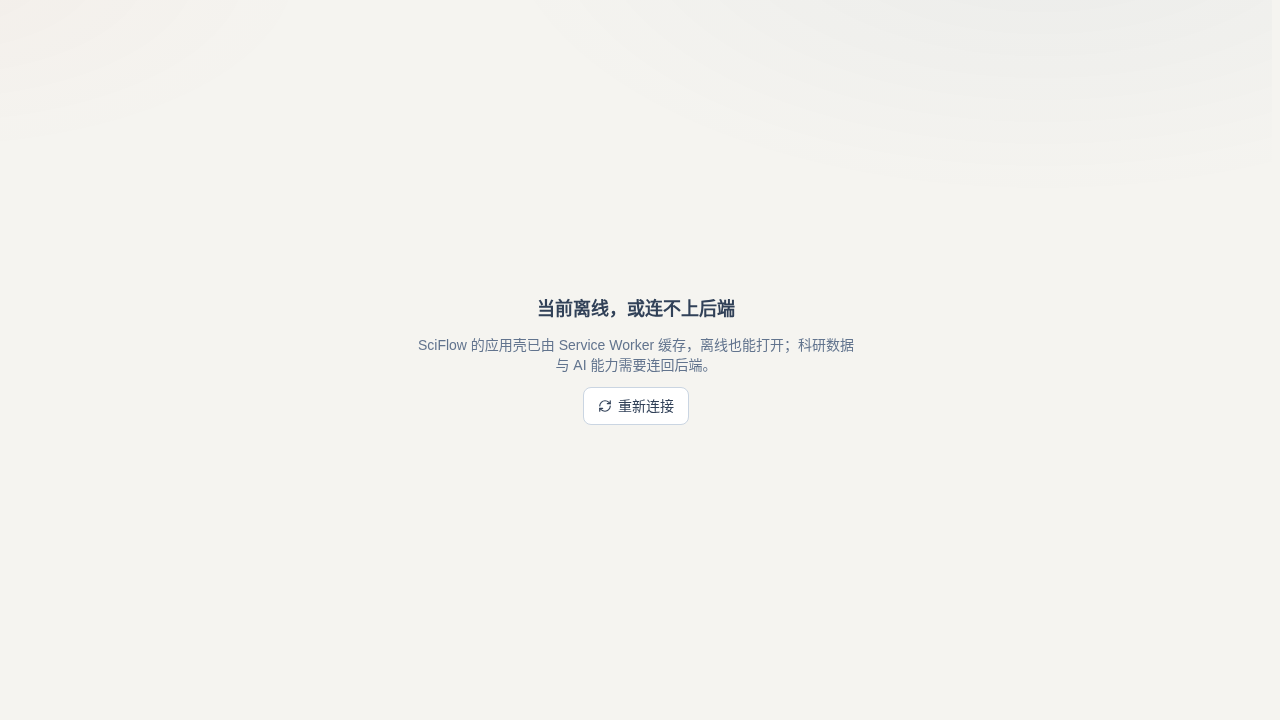 当前离线，或连不上后端
SciFlow 的应用壳已由 Service Worker 缓存，离线也能打开；科研数据
与 AI 能力需要连回后端。
重新连接